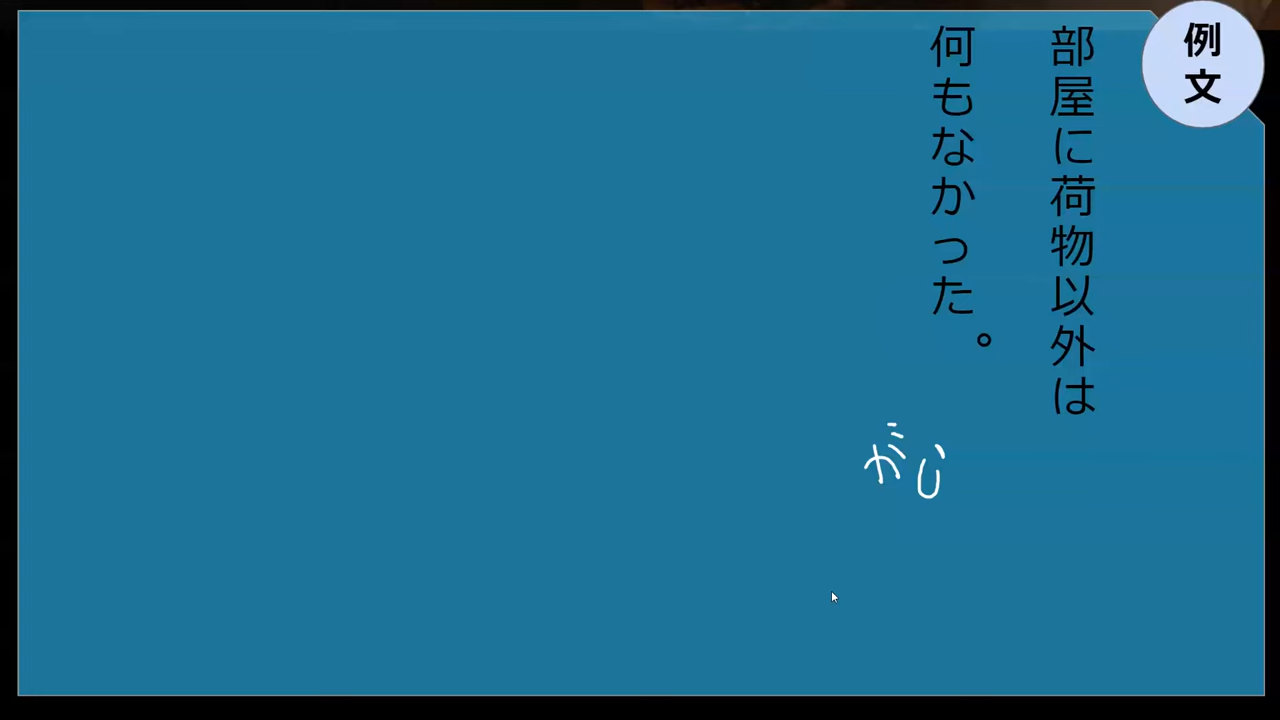 例文
部屋に荷物以外は
何もなかった。
がい